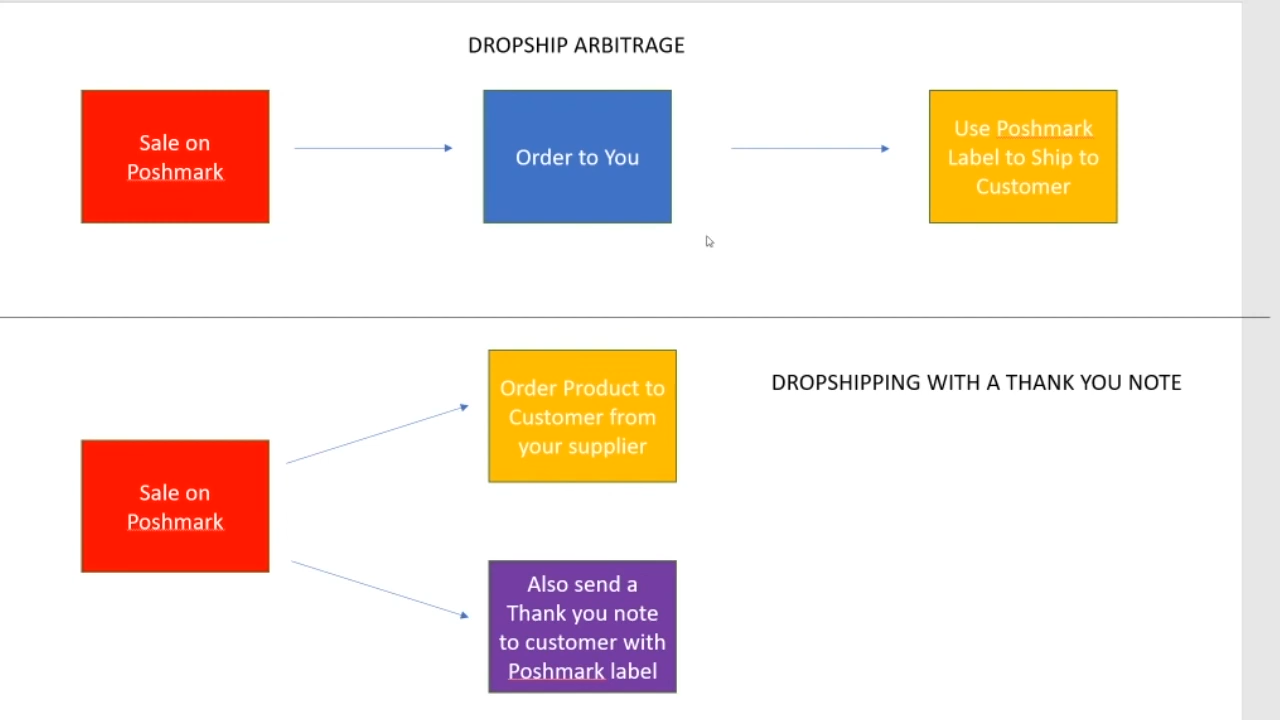 DROPSHIP ARBITRAGE
Sale on
Poshmark
Order to You
Use Poshmark
Label to Ship to
Customer
DROPSHIPPING WITH A THANK YOU NOTE
Sale on
Poshmark
Order Product to
Customer from
your supplier
Also send a
Thank you note
to customer with
Poshmark label